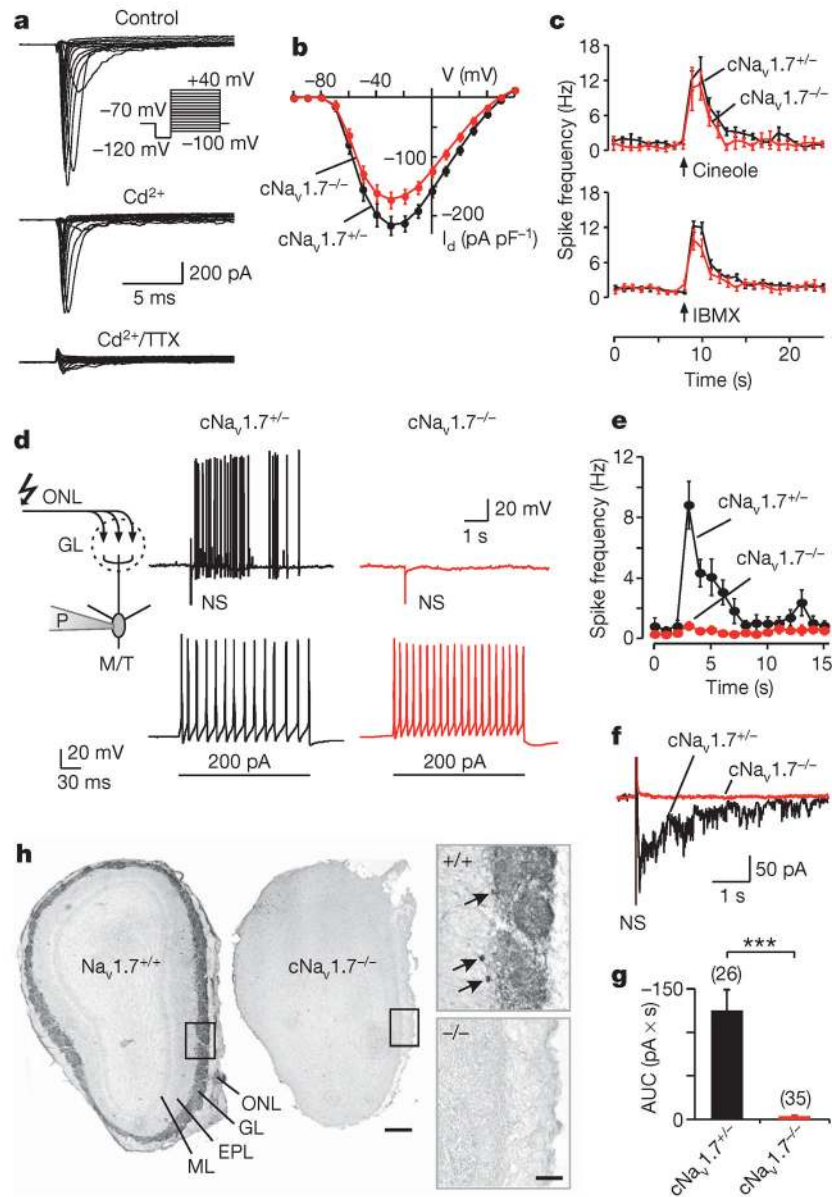 a
Control
+40 mV
−70 mV
−120 mV
−100 mV
Cd2+
200 pA
5 ms
Cd2+/TTX
b
V (mV)
−80
−40
−100
−200
cNav1.7−/−
cNav1.7+/−
Id (pA pF−1)
c
Spike frequency (Hz)
18
12
6
0
cNav1.7+/−
cNav1.7−/−
Cineole
18
12
6
0
IBMX
0
10
20
Time (s)
d
cNav1.7+/−
cNav1.7−/−
ONL
GL
P
M/T
NS
20 mV
1 s
NS
20 mV
30 ms
200 pA
200 pA
e
Spike frequency (Hz)
12
8
4
0
cNav1.7+/−
cNav1.7−/−
0
5
10
15
Time (s)
f
cNav1.7+/−
cNav1.7−/−
50 pA
1 s
NS
g
***
AUC (pA × s)
−150
0
(26)
(35)
cNav1.7+/−
cNav1.7−/−
h
Nav1.7+/+
cNav1.7−/−
ONL
GL
EPL
ML
+/+
−/−